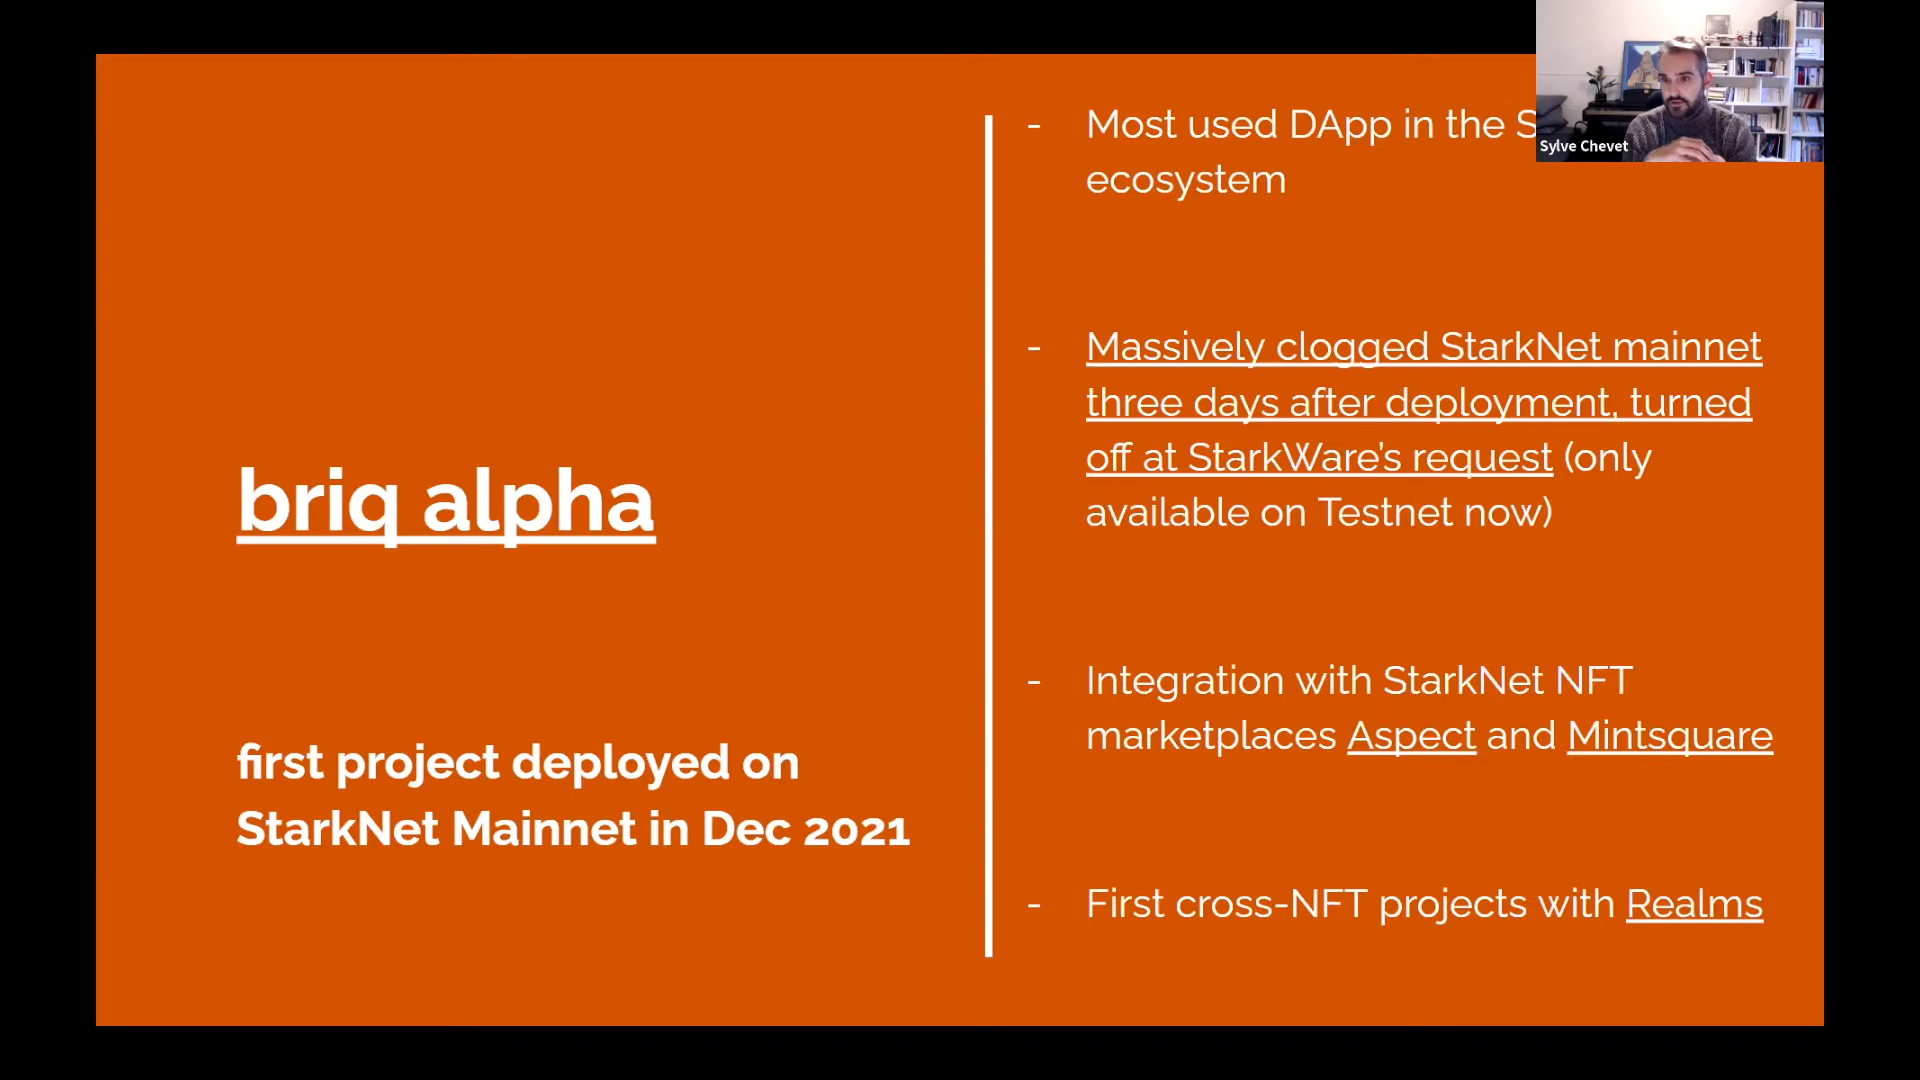 briq alpha
first project deployed on
StarkNet Mainnet in Dec 2021
- Most used DApp in the
ecosystem
- Massively clogged StarkNet mainnet
three days after deployment, turned
off at StarkWare's request (only
available on Testnet now)
- Integration with StarkNet NFT
marketplaces Aspect and Mintsquare
- First cross-NFT projects with Realms
Sylve Chevet